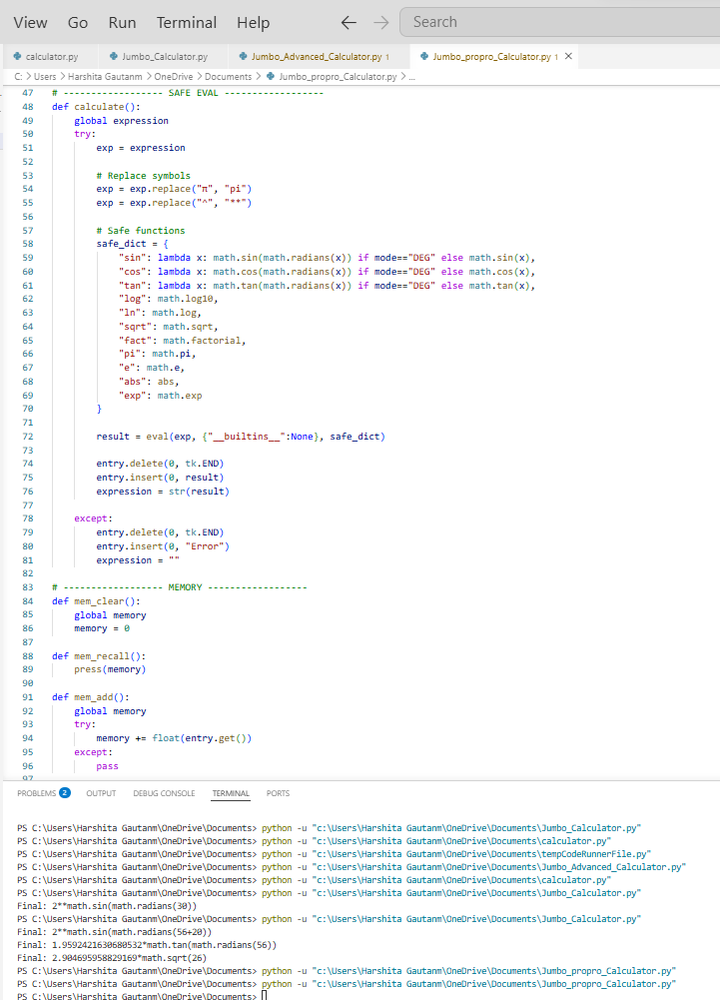 View Go Run Terminal Help ← → Search
calculator.py Jumbo_Calculator.py Jumbo_Advanced_Calculator.py 1 Jumbo_propro_Calculator.py 1 ✕
C: > Users > Harshita Gautanm > OneDrive > Documents > Jumbo_propro_Calculator.py > ...
47 # ------------------ SAFE EVAL ------------------
48 def calculate():
49     global expression
50     try:
51         exp = expression
52
53         # Replace symbols
54         exp = exp.replace("π", "pi")
55         exp = exp.replace("^", "**")
56
57         # Safe functions
58         safe_dict = {
59             "sin": lambda x: math.sin(math.radians(x)) if mode=="DEG" else math.sin(x),
60             "cos": lambda x: math.cos(math.radians(x)) if mode=="DEG" else math.cos(x),
61             "tan": lambda x: math.tan(math.radians(x)) if mode=="DEG" else math.tan(x),
62             "log": math.log10,
63             "ln": math.log,
64             "sqrt": math.sqrt,
65             "fact": math.factorial,
66             "pi": math.pi,
67             "e": math.e,
68             "abs": abs,
69             "exp": math.exp
70         }
71
72         result = eval(exp, {"__builtins__":None}, safe_dict)
73
74         entry.delete(0, tk.END)
75         entry.insert(0, result)
76         expression = str(result)
77
78     except:
79         entry.delete(0, tk.END)
80         entry.insert(0, "Error")
81         expression = ""
82
83 # ------------------ MEMORY ------------------
84 def mem_clear():
85     global memory
86     memory = 0
87
88 def mem_recall():
89     press(memory)
90
91 def mem_add():
92     global memory
93     try:
94         memory += float(entry.get())
95     except:
96         pass
97
PROBLEMS 2 OUTPUT DEBUG CONSOLE TERMINAL PORTS
PS C:\Users\Harshita Gautanm\OneDrive\Documents> python -u "c:\Users\Harshita Gautanm\OneDrive\Documents\Jumbo_Calculator.py"
PS C:\Users\Harshita Gautanm\OneDrive\Documents> python -u "c:\Users\Harshita Gautanm\OneDrive\Documents\calculator.py"
PS C:\Users\Harshita Gautanm\OneDrive\Documents> python -u "c:\Users\Harshita Gautanm\OneDrive\Documents\tempCodeRunnerFile.py"
PS C:\Users\Harshita Gautanm\OneDrive\Documents> python -u "c:\Users\Harshita Gautanm\OneDrive\Documents\Jumbo_Advanced_Calculator.py"
PS C:\Users\Harshita Gautanm\OneDrive\Documents> python -u "c:\Users\Harshita Gautanm\OneDrive\Documents\calculator.py"
PS C:\Users\Harshita Gautanm\OneDrive\Documents> python -u "c:\Users\Harshita Gautanm\OneDrive\Documents\Jumbo_Calculator.py"
Final: 2**math.sin(math.radians(30))
PS C:\Users\Harshita Gautanm\OneDrive\Documents> python -u "c:\Users\Harshita Gautanm\OneDrive\Documents\Jumbo_Calculator.py"
Final: 2**math.sin(math.radians(56+20))
Final: 1.9592421630680532*math.tan(math.radians(56))
Final: 2.904695958829169*math.sqrt(26)
PS C:\Users\Harshita Gautanm\OneDrive\Documents> python -u "c:\Users\Harshita Gautanm\OneDrive\Documents\Jumbo_propro_Calculator.py"
PS C:\Users\Harshita Gautanm\OneDrive\Documents> python -u "c:\Users\Harshita Gautanm\OneDrive\Documents\Jumbo_propro_Calculator.py"
PS C:\Users\Harshita Gautanm\OneDrive\Documents>